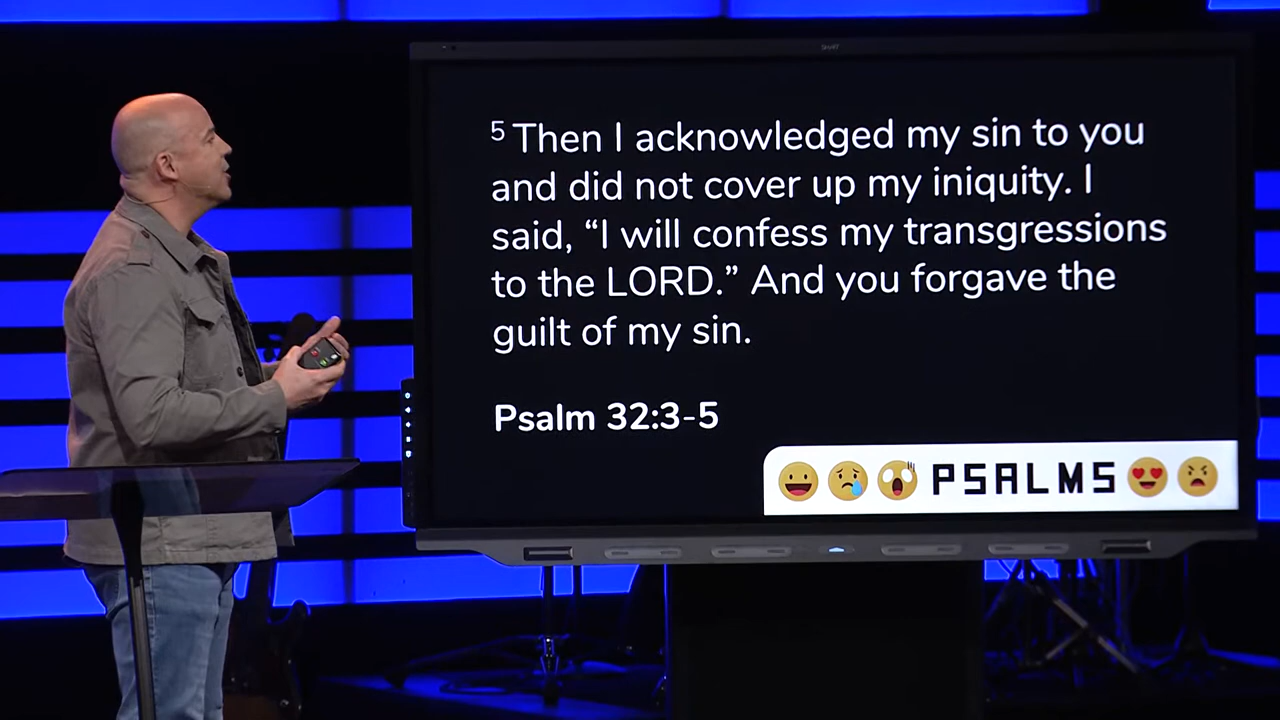 SMART
5 Then I acknowledged my sin to you
and did not cover up my iniquity. I
said, “I will confess my transgressions
to the LORD.” And you forgave the
guilt of my sin.
Psalm 32:3-5
PSALMS